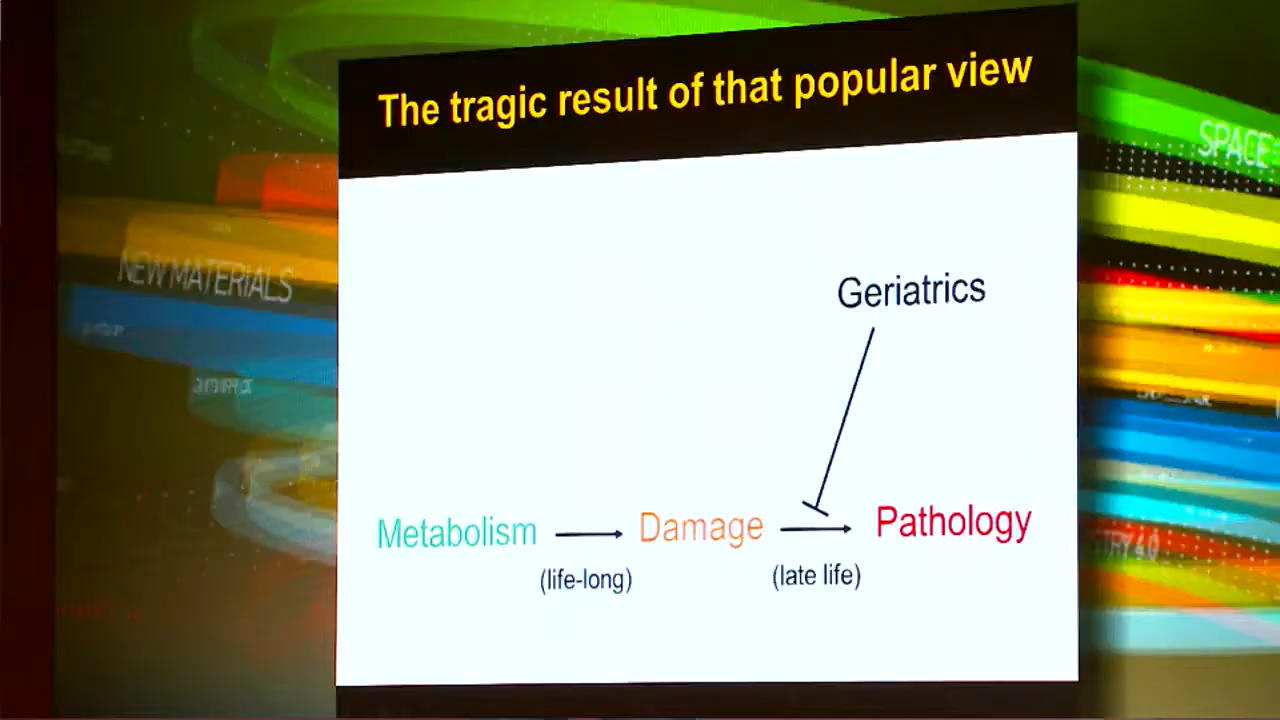 The tragic result of that popular view
SPACE
NEW MATERIALS
Geriatrics
Metabolism
Damage
Pathology
(life-long)
(late life)